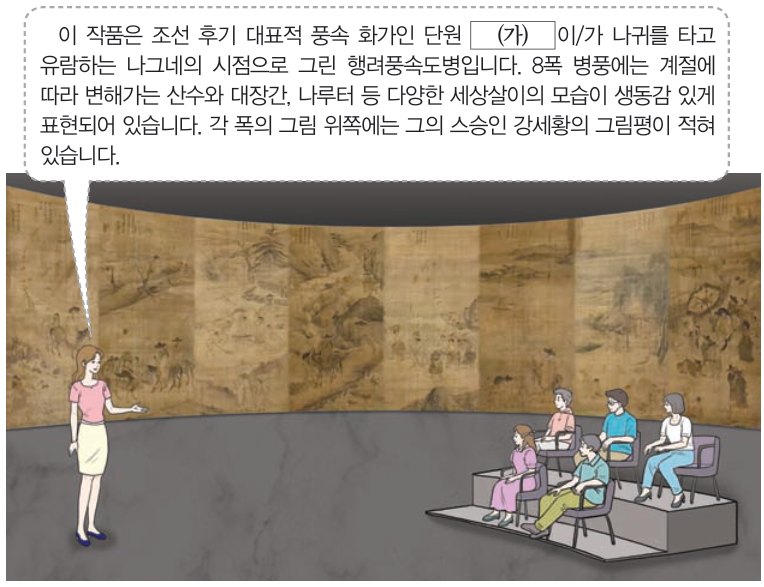 이 작품은 조선 후기 대표적 풍속 화가인 단원 (가) 이/가 나귀를 타고
유람하는 나그네의 시점으로 그린 행려풍속도병입니다. 8폭 병풍에는 계절에
따라 변해가는 산수와 대장간, 나루터 등 다양한 세상살이의 모습이 생동감 있게
표현되어 있습니다. 각 폭의 그림 위쪽에는 그의 스승인 강세황의 그림평이 적혀
있습니다.